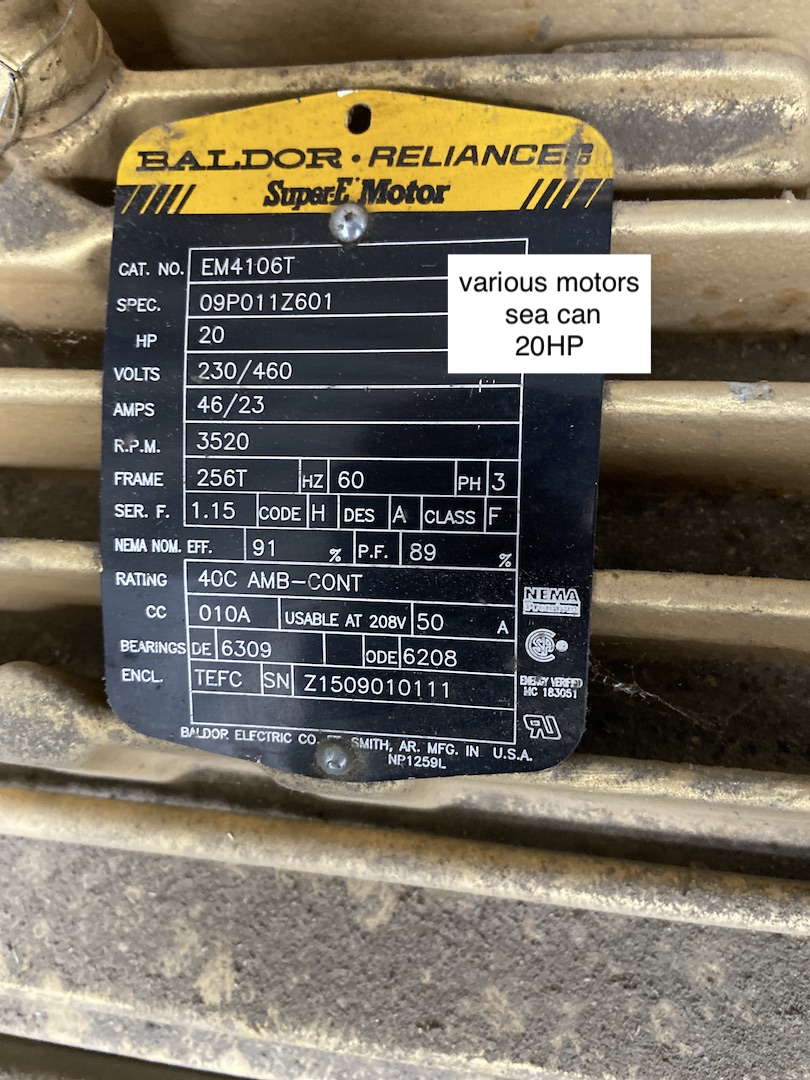 BALDOR • RELIANCE
Super-E Motor
various motors
sea can
20HP
CAT. NO. EM4106T
SPEC. 09P011Z601
HP 20
VOLTS 230/460
AMPS 46/23
R.P.M. 3520
FRAME 256T HZ 60 PH 3
SER. F. 1.15 CODE H DES A CLASS F
NEMA NOM. EFF. 91 % P.F. 89 %
RATING 40C AMB-CONT
CC 010A USABLE AT 208V 50 A
BEARINGS DE 6309 ODE 6208
ENCL. TEFC SN Z1509010111
NEMA
ENERGY VERIFIED
HC 183051
BALDOR ELECTRIC CO. SMITH, AR. MFG. IN U.S.A.
NP1259L